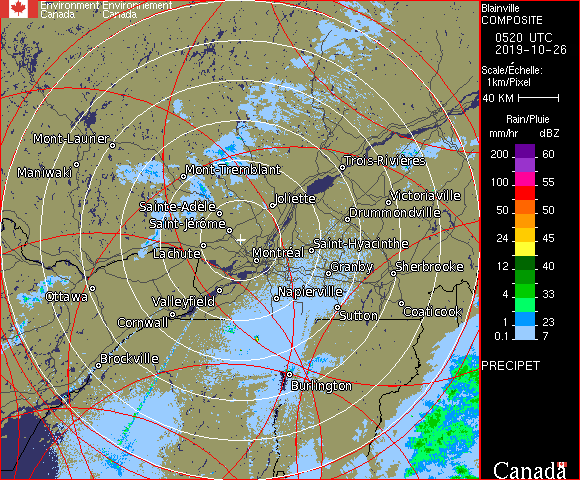 Environment Environnement
Canada Canada
Blainville
COMPOSITE
0520 UTC
2019-10-26
Scale/Échelle:
1km/Pixel
40 KM
Rain/Pluie
mm/hr dBZ
200 60
100 55
50 50
24 45
12 40
4 33
1 23
0.1 7
PRECIPET
Canada
Mont-Laurier
Maniwaki
Mont-Tremblant
Trois-Rivières
Sainte-Adèle
Joliette
Victoriaville
Saint-Jérôme
Drummondville
Lachute
Montréal
Saint-Hyacinthe
Granby
Sherbrooke
Ottawa
Valleyfield
Napierville
Cornwall
Sutton
Coaticook
Brockville
Burlington